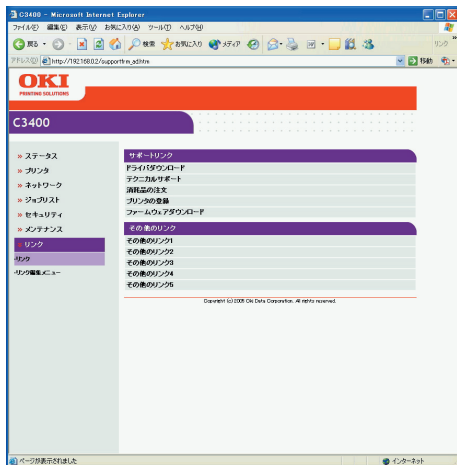 C3400 - Microsoft Internet Explorer
ファイル(F) 編集(E) 表示(V) お気に入り(A) ツール(T) ヘルプ(H)
戻る 検索 お気に入り メディア リンク
アドレス(D) 移動
OKI
PRINTING SOLUTIONS
C3400
» ステータス
» プリンタ
» ネットワーク
» ジョブリスト
» セキュリティ
» メンテナンス
» リンク
・リンク
・リンク編集メニュー
サポートリンク
ドライバダウンロード
テクニカルサポート
消耗品の注文
プリンタの登録
ファームウェアダウンロード
その他のリンク
その他のリンク1
その他のリンク2
その他のリンク3
その他のリンク4
その他のリンク5
Copyright (c) 2005 Oki Data Corporation. All rights reserved.
ページが表示されました インターネット